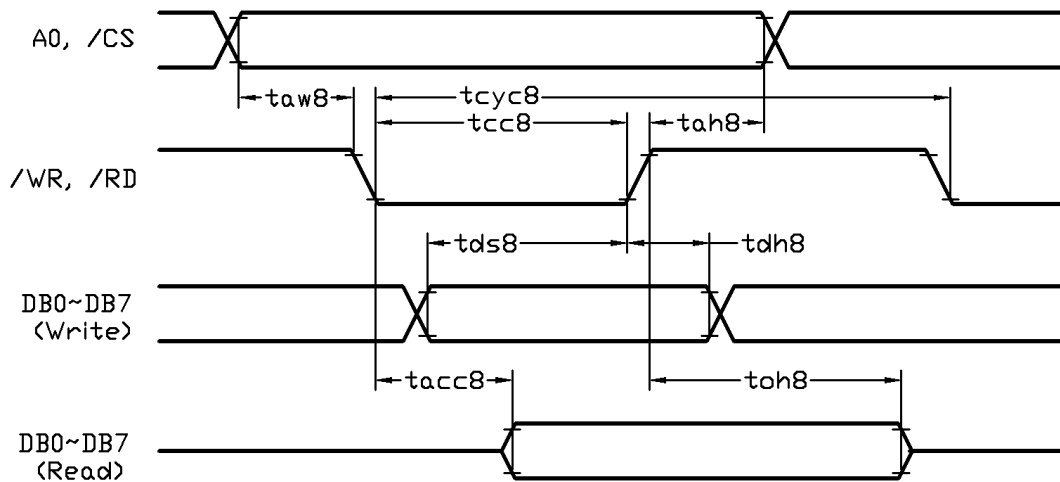 A0, /CS
taw8
tcyc8
tcc8
tah8
/WR, /RD
tds8
tdh8
DB0~DB7
(Write)
tacc8
toh8
DB0~DB7
(Read)